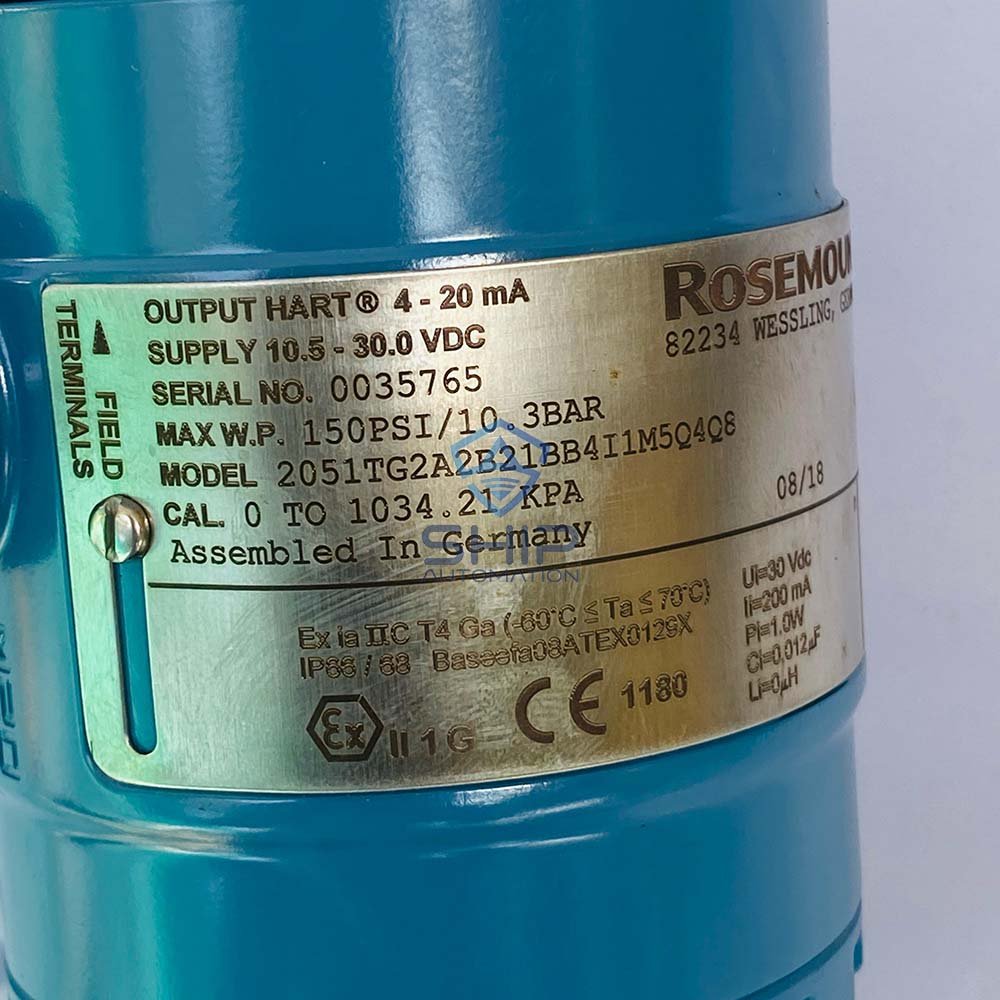 ROSEMOUN
82234 WESSLING, GE
OUTPUT HART® 4 - 20 mA
SUPPLY 10.5 - 30.0 VDC
SERIAL NO. 0035765
MAX W.P. 150PSI/10.3BAR
MODEL 2051TG2A2B21BB4I1M5Q4Q8
CAL. 0 TO 1034.21 KPA
08/18
Assembled In Germany
FIELD
TERMINALS
SHIP
AUTOMATION
Ex ia IIC T4 Ga (-60°C ≤ Ta ≤ 70°C)
IP66 / 68 Baseefa08ATEX0129X
Ex II 1 G CE 1180
Ui=30 Vdc
Ii=200 mA
Pi=1.0W
Ci=0.012µF
Li=0µH